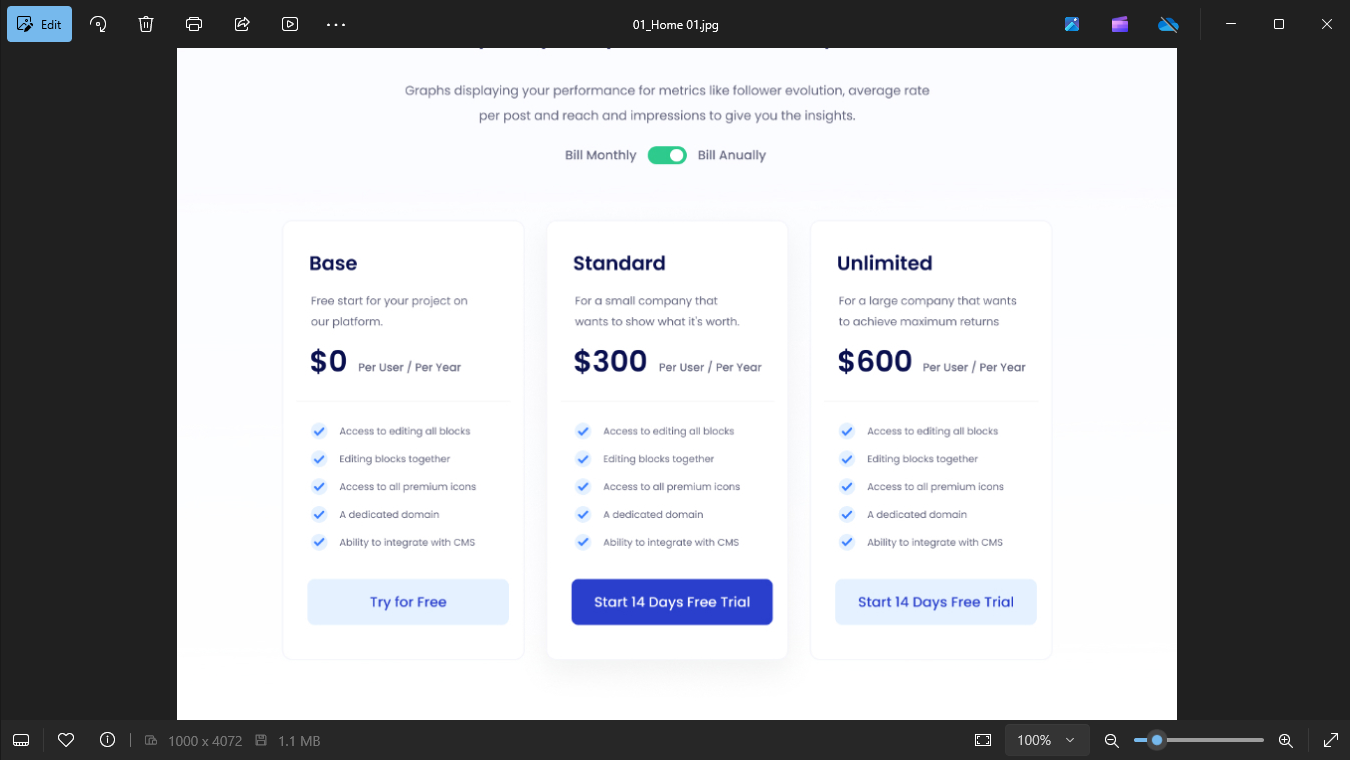 Edit
01_Home 01.jpg
Graphs displaying your performance for metrics like follower evolution, average rate
per post and reach and impressions to give you the insights.
Bill Monthly
Bill Anually
Base
Free start for your project on
our platform.
$0 Per User / Per Year
Access to editing all blocks
Editing blocks together
Access to all premium icons
A dedicated domain
Ability to integrate with CMS
Try for Free
Standard
For a small company that
wants to show what it's worth.
$300 Per User / Per Year
Access to editing all blocks
Editing blocks together
Access to all premium icons
A dedicated domain
Ability to integrate with CMS
Start 14 Days Free Trial
Unlimited
For a large company that wants
to achieve maximum returns
$600 Per User / Per Year
Access to editing all blocks
Editing blocks together
Access to all premium icons
A dedicated domain
Ability to integrate with CMS
Start 14 Days Free Trial
1000 x 4072
1.1 MB
100%